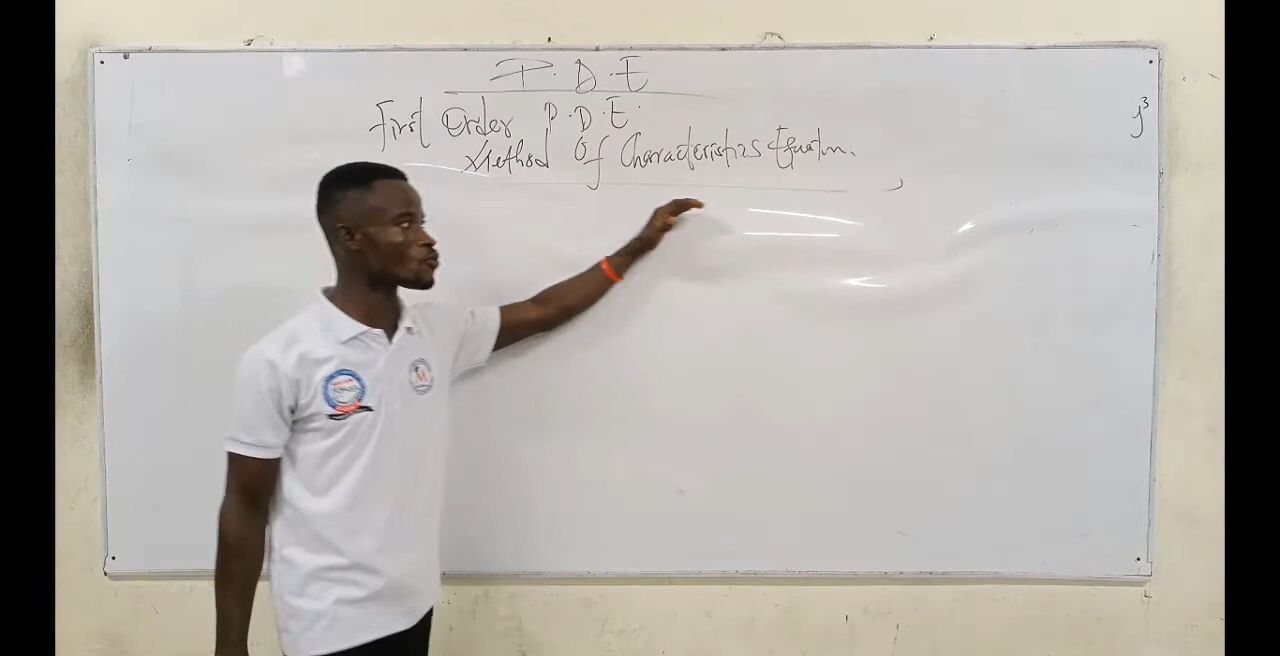 P.D.E
First Order P.D.E.
Method Of Characteristics Equation.